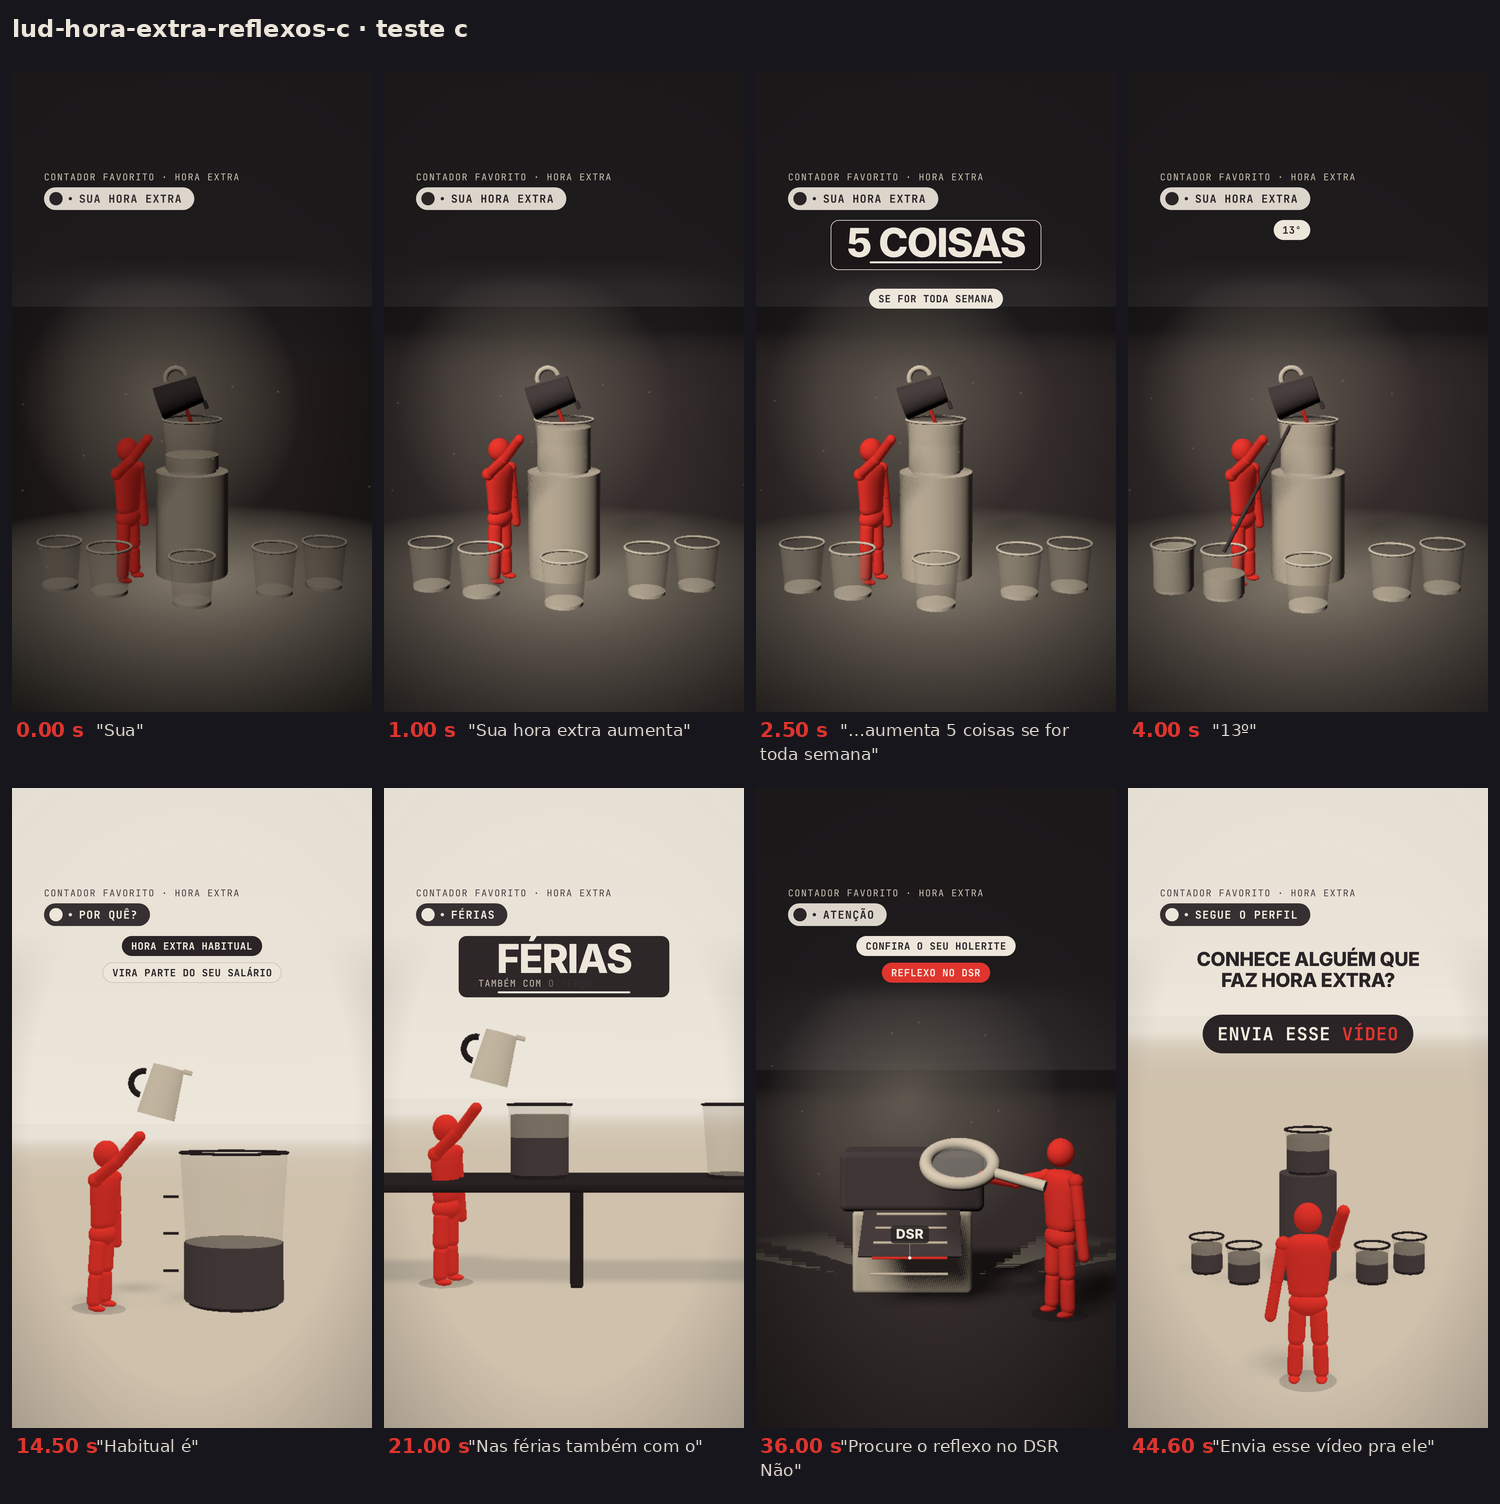 lud-hora-extra-reflexos-c · teste c
CONTADOR FAVORITO · HORA EXTRA
• SUA HORA EXTRA
0.00 s "Sua"
CONTADOR FAVORITO · HORA EXTRA
• SUA HORA EXTRA
1.00 s "Sua hora extra aumenta"
CONTADOR FAVORITO · HORA EXTRA
• SUA HORA EXTRA
5 COISAS
SE FOR TODA SEMANA
2.50 s "...aumenta 5 coisas se for
toda semana"
CONTADOR FAVORITO · HORA EXTRA
• SUA HORA EXTRA
13º
4.00 s "13º"
CONTADOR FAVORITO · HORA EXTRA
• POR QUÊ?
HORA EXTRA HABITUAL
VIRA PARTE DO SEU SALÁRIO
14.50 s "Habitual é"
CONTADOR FAVORITO · HORA EXTRA
• FÉRIAS
FÉRIAS
TAMBÉM COM O
21.00 s "Nas férias também com o"
CONTADOR FAVORITO · HORA EXTRA
• ATENÇÃO
CONFIRA O SEU HOLERITE
REFLEXO NO DSR
DSR
36.00 s "Procure o reflexo no DSR
Não"
CONTADOR FAVORITO · HORA EXTRA
• SEGUE O PERFIL
CONHECE ALGUÉM QUE
FAZ HORA EXTRA?
ENVIA ESSE VÍDEO
44.60 s "Envia esse vídeo pra ele"